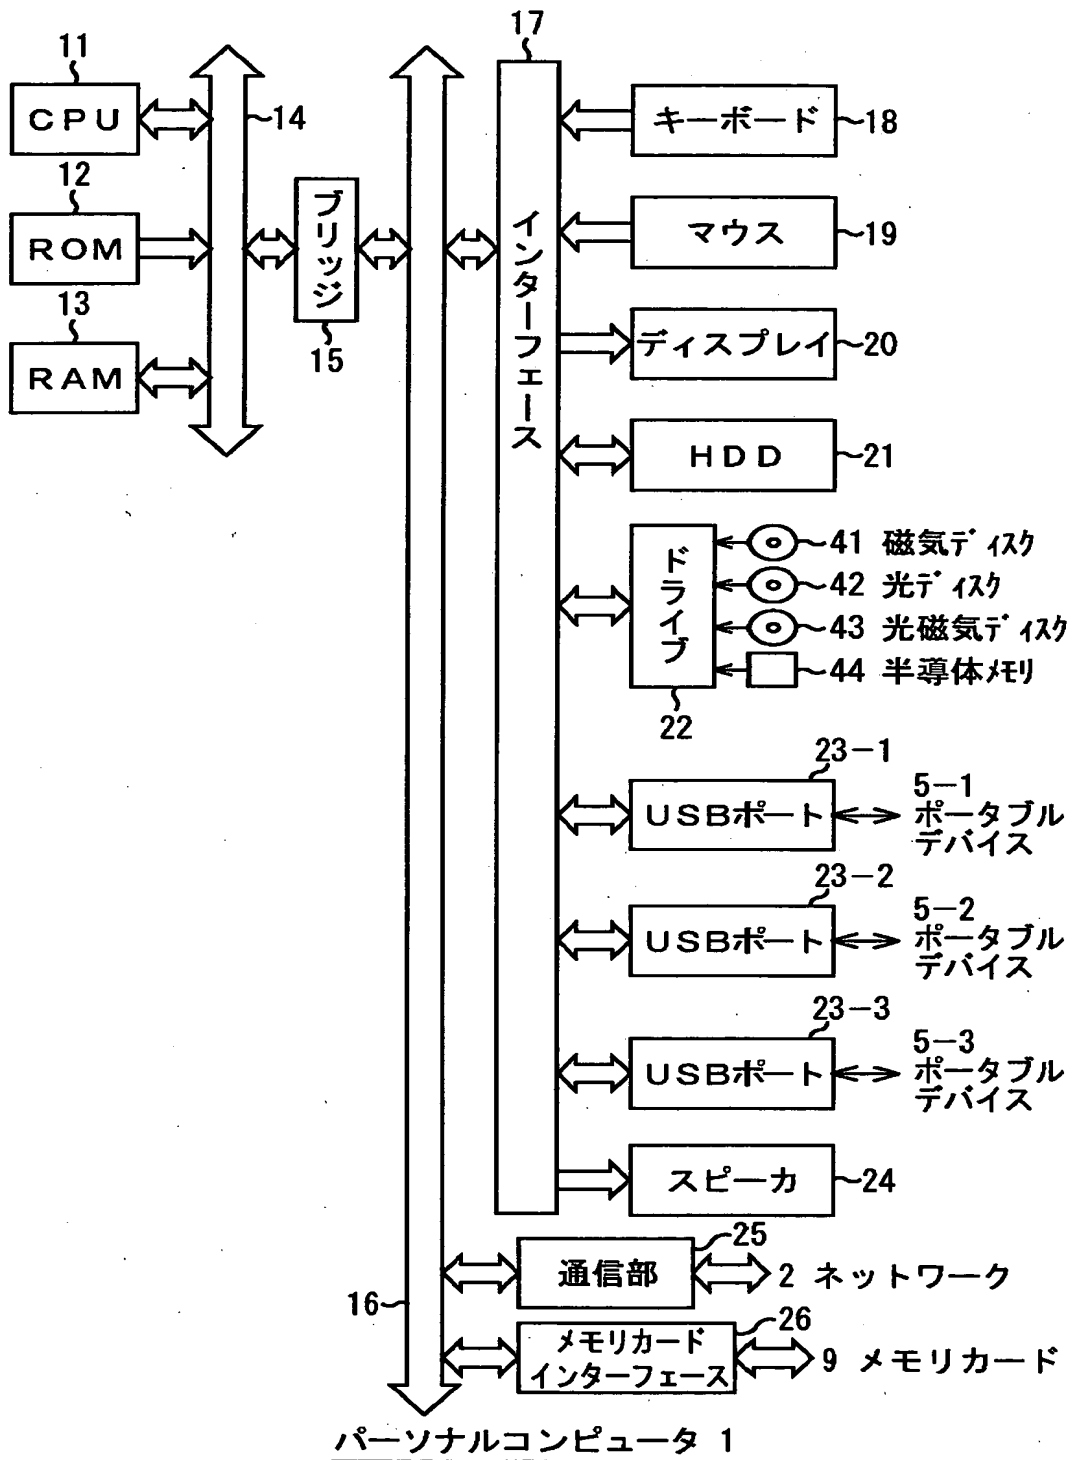 11
CPU
12
ROM
13
RAM
14
ブリッジ
15
17
インターフェース
キーボード
18
マウス
19
ディスプレイ
20
HDD
21
ドライブ
22
41 磁気ディスク
42 光ディスク
43 光磁気ディスク
44 半導体メモリ
23-1
USBポート
5-1
ポータブル
デバイス
23-2
USBポート
5-2
ポータブル
デバイス
23-3
USBポート
5-3
ポータブル
デバイス
スピーカ
24
25
通信部
2 ネットワーク
16
26
メモリカード
インターフェース
9 メモリカード
パーソナルコンピュータ 1